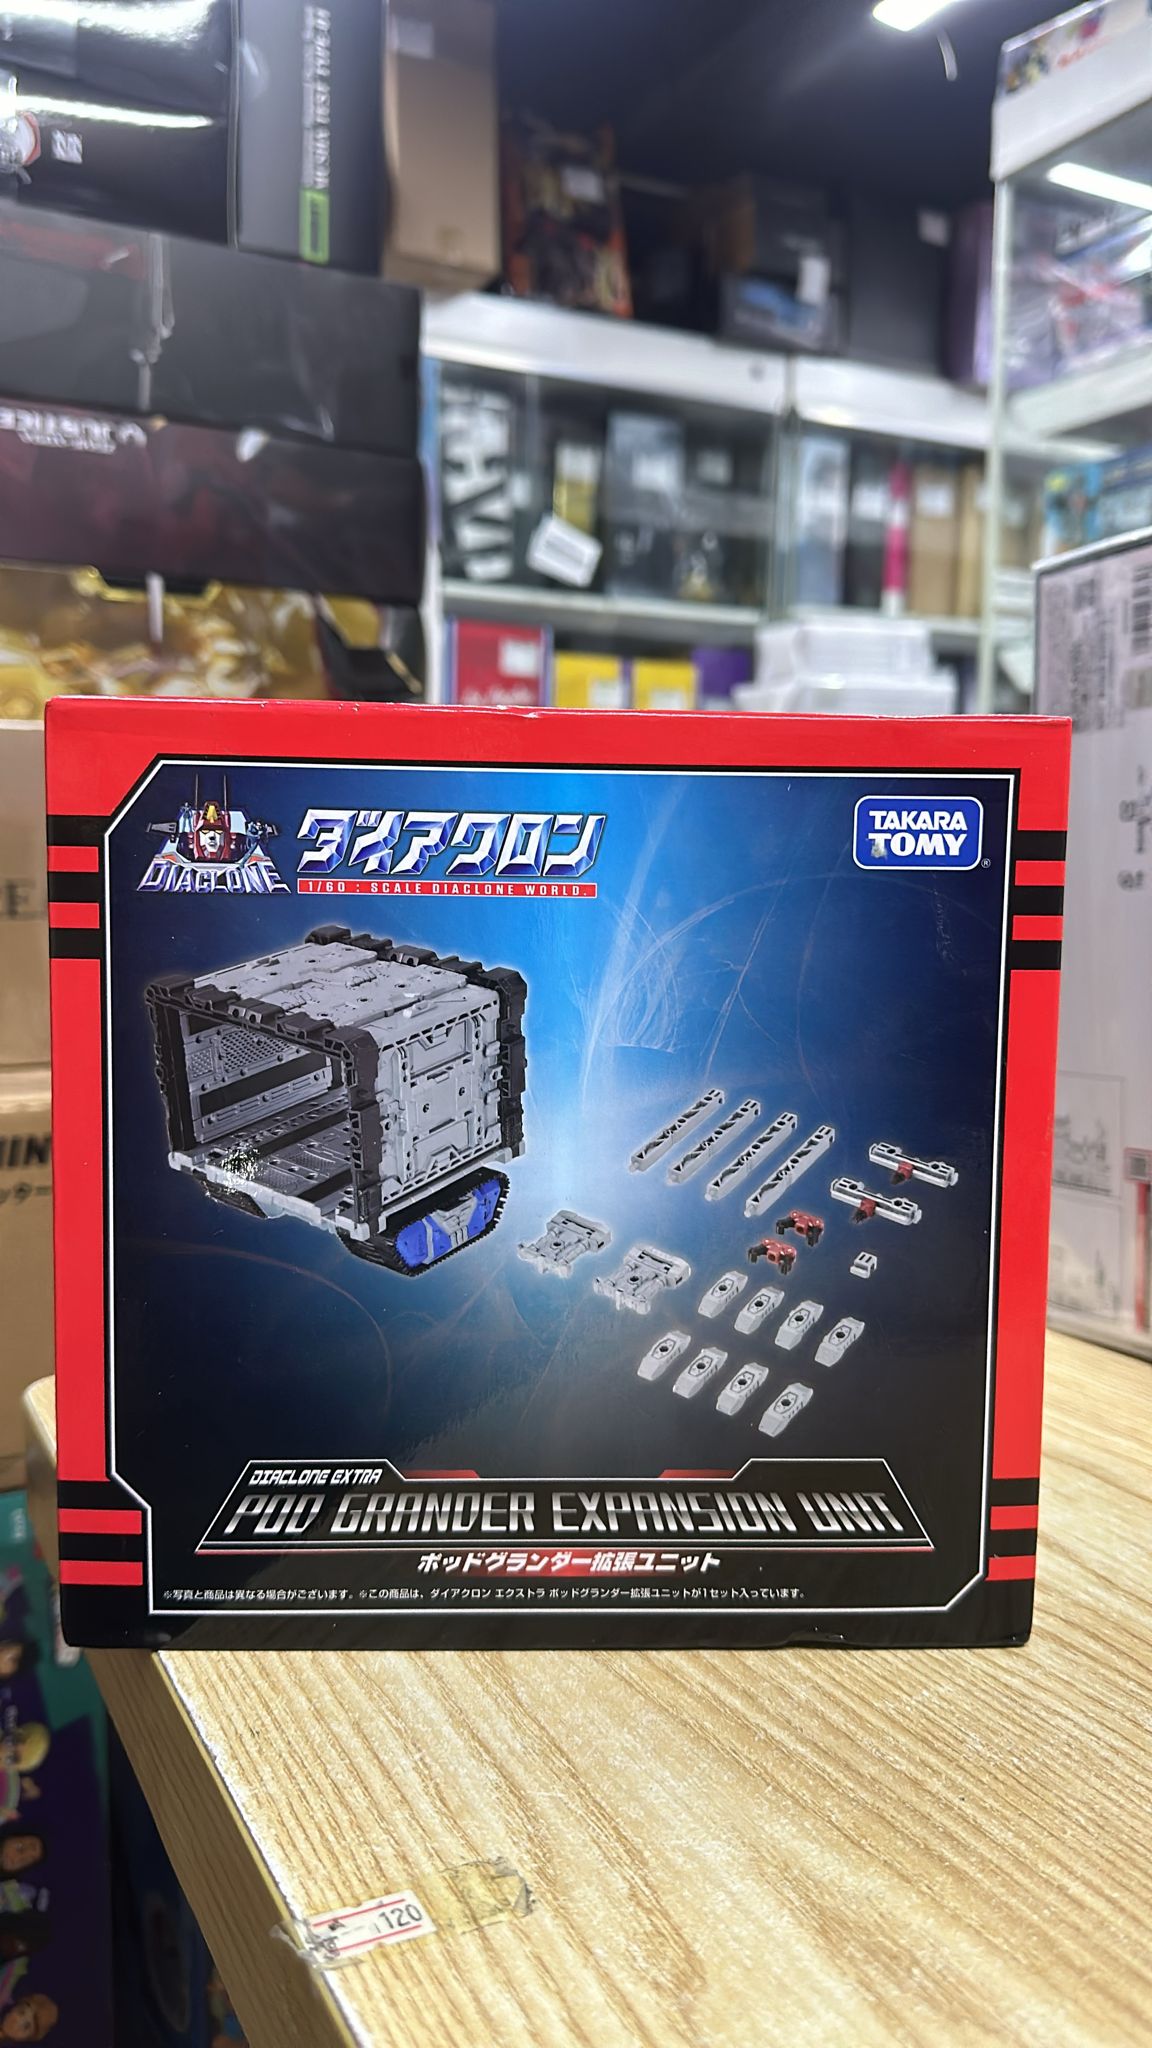 DIACLONE
ダイアクロン
1/60 : SCALE DIACLONE WORLD.
TAKARA
TOMY
®
DIACLONE EXTRA
POD GRANDER EXPANSION UNIT
ポッドグランダー拡張ユニット
※写真と商品は異なる場合がございます。※この商品は、ダイアクロン エクストラ ポッドグランダー拡張ユニットが1セット入っています。
120